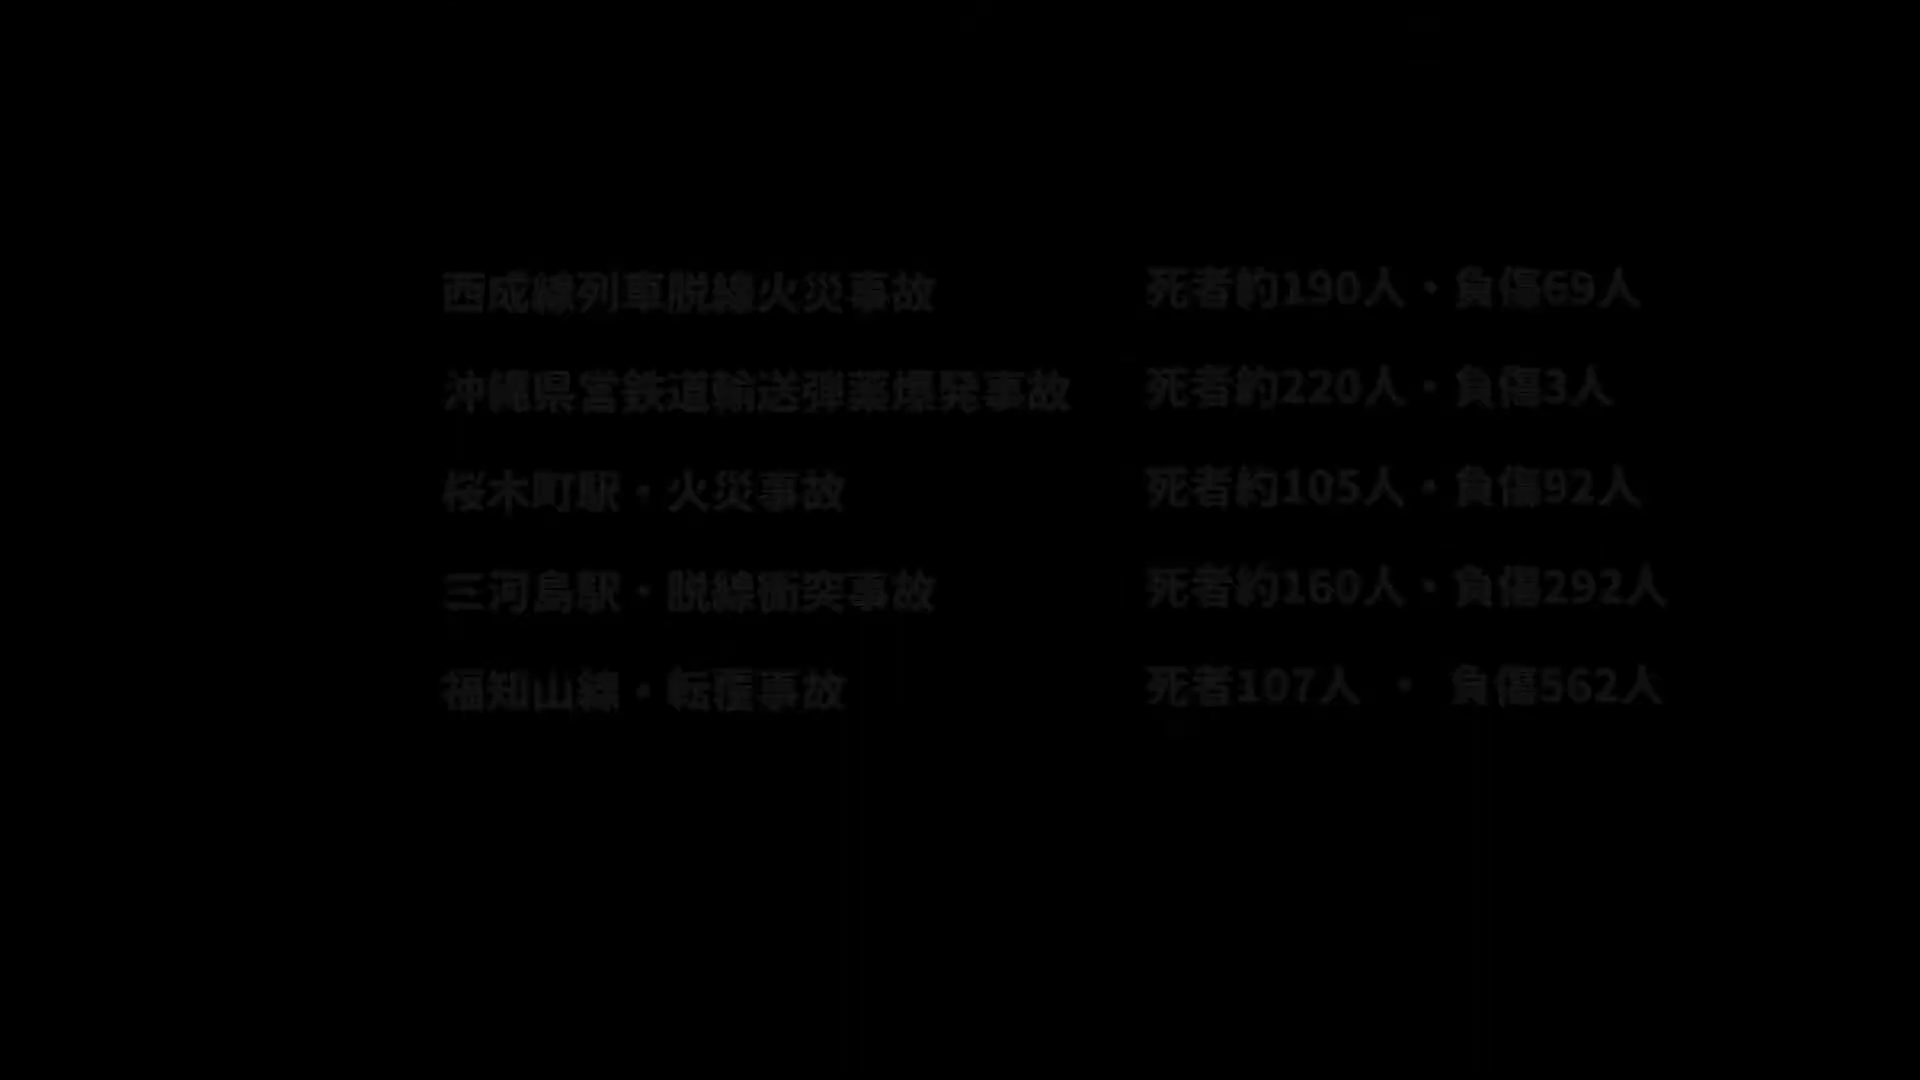 西成線列車脱線火災事故 死者約190人・負傷69人
沖縄県営鉄道輸送弾薬爆発事故 死者約220人・負傷3人
桜木町駅・火災事故 死者約105人・負傷92人
三河島駅・脱線衝突事故 死者約160人・負傷292人
福知山線・転覆事故 死者107人 ・ 負傷562人